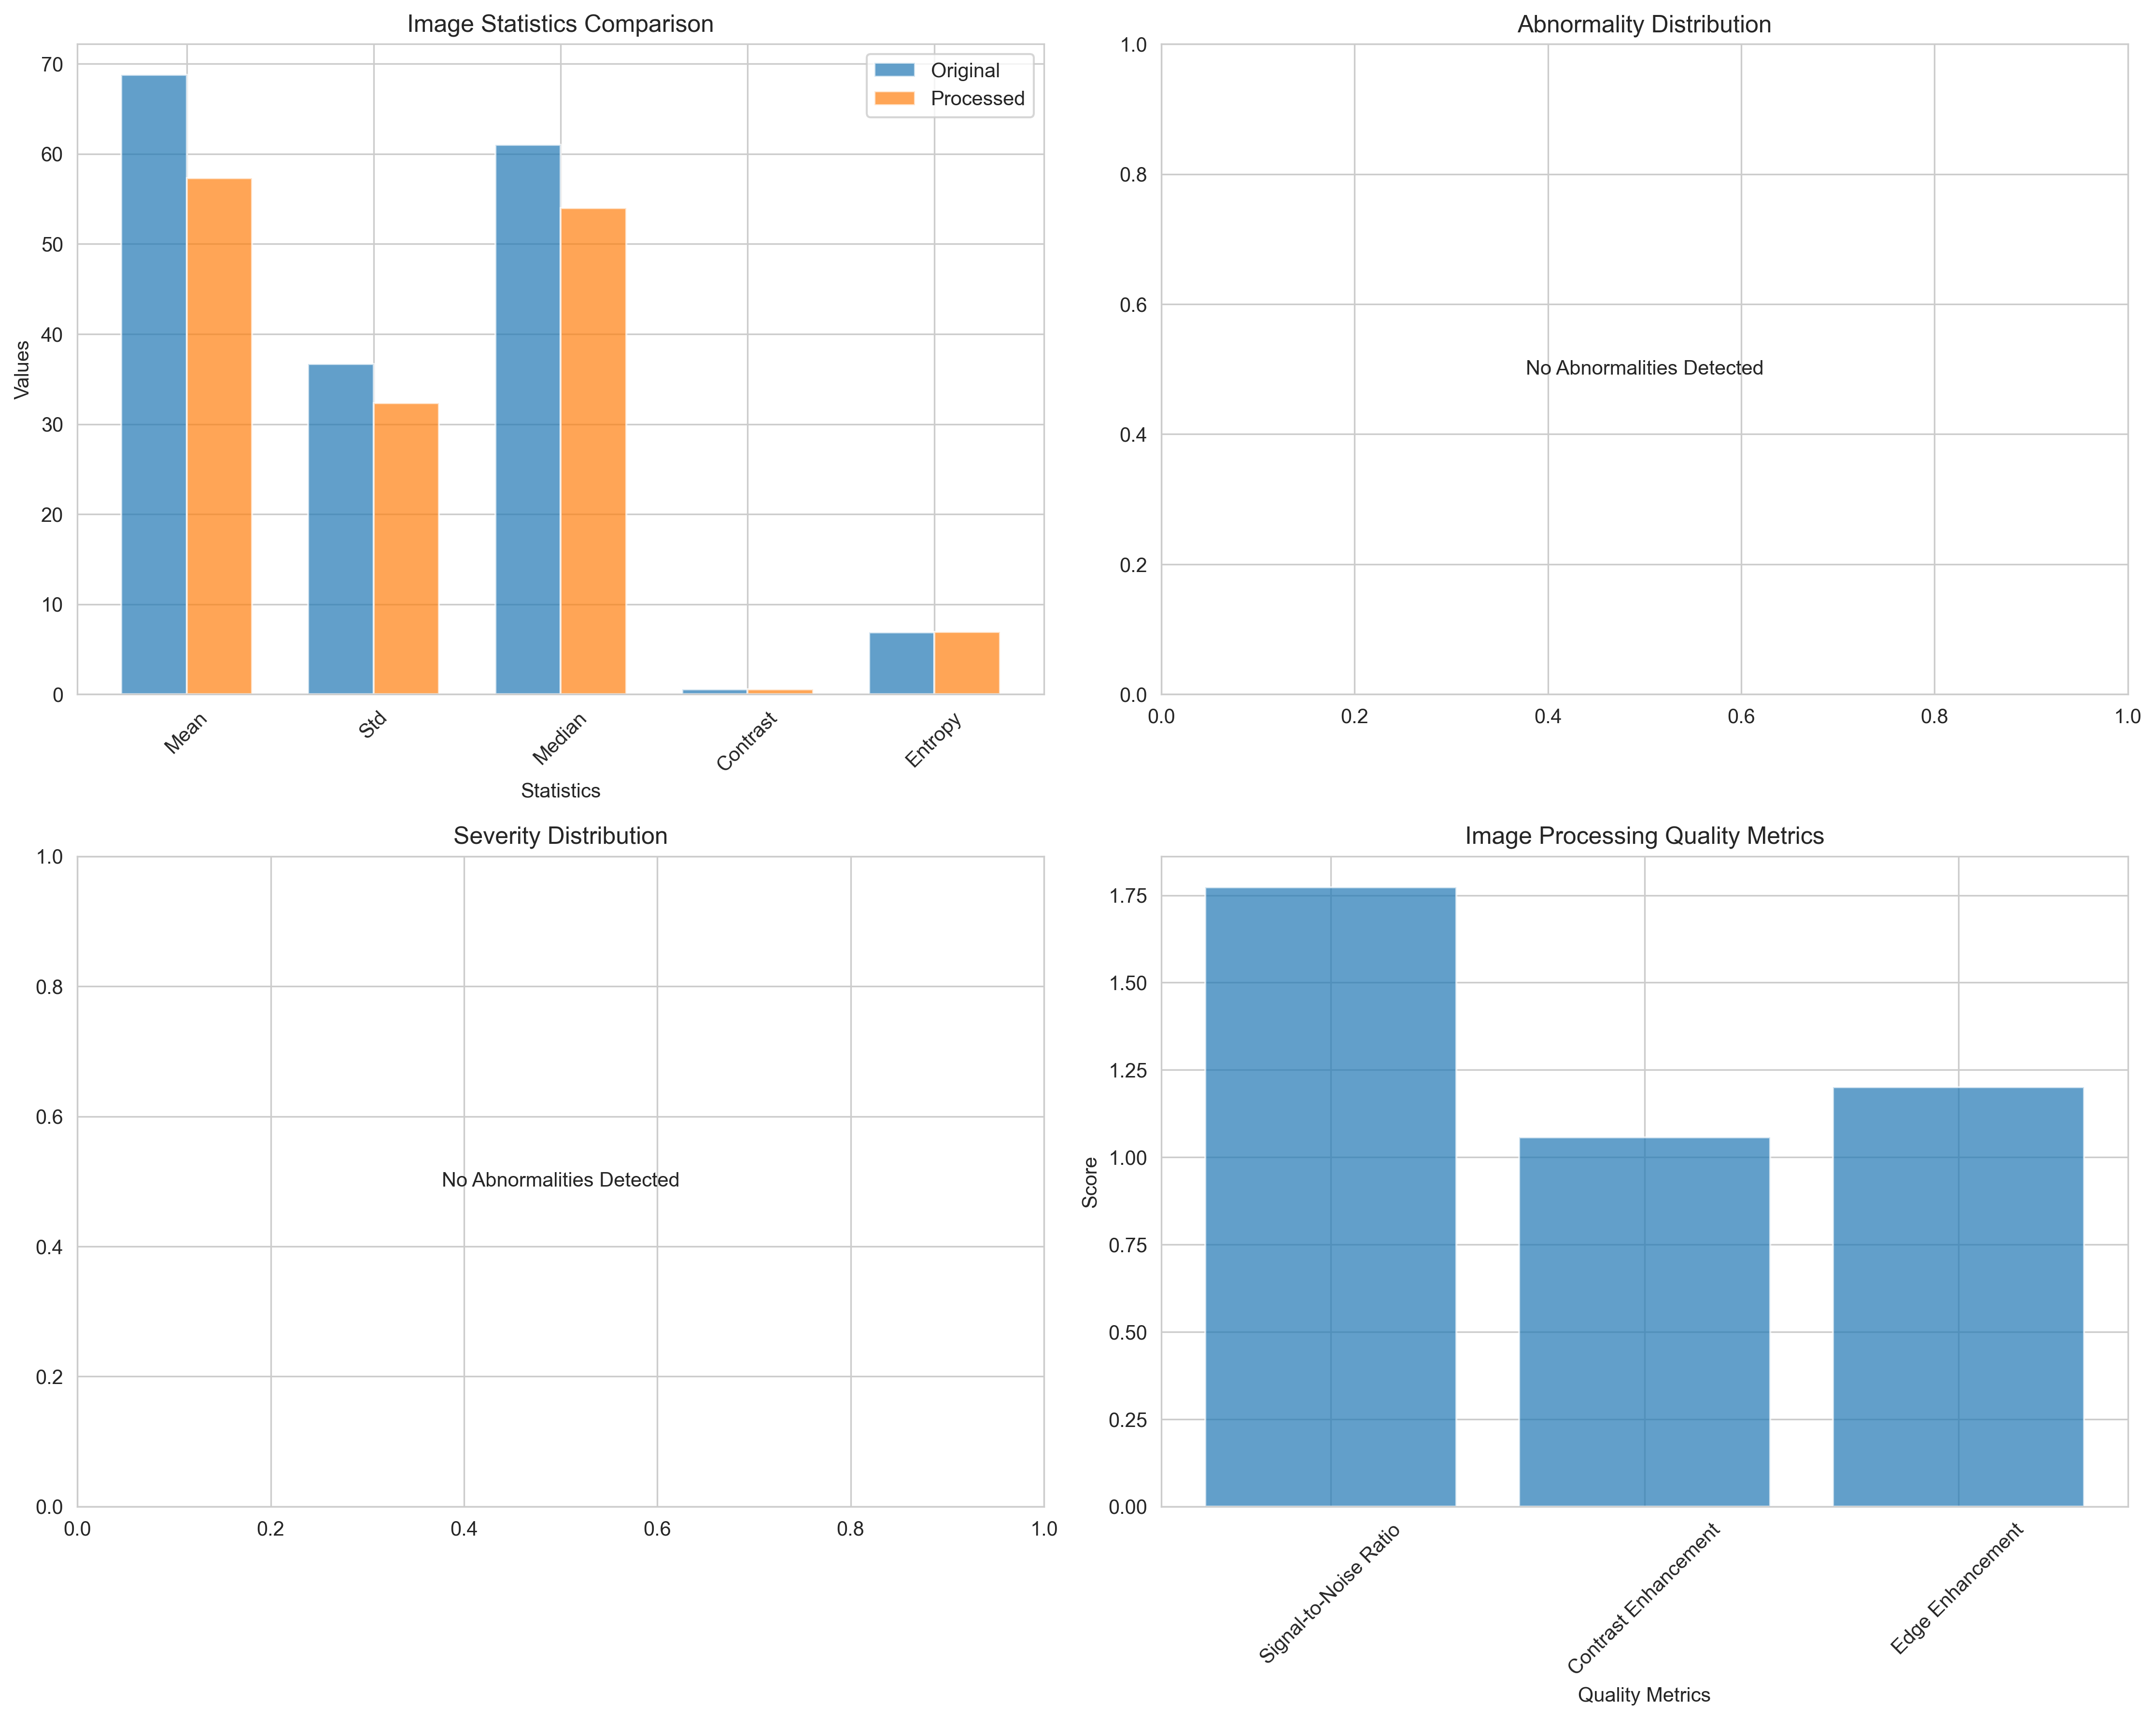 Image Statistics Comparison
70
60
50
40
30
20
10
0
Values
Original
Processed
Mean
Std
Median
Contrast
Entropy
Statistics
Abnormality Distribution
1.0
0.8
0.6
0.4
0.2
0.0
No Abnormalities Detected
0.0
0.2
0.4
0.6
0.8
1.0
Severity Distribution
1.0
0.8
0.6
0.4
0.2
0.0
No Abnormalities Detected
0.0
0.2
0.4
0.6
0.8
1.0
Image Processing Quality Metrics
1.75
1.50
1.25
1.00
0.75
0.50
0.25
0.00
Score
Signal-to-Noise Ratio
Contrast Enhancement
Edge Enhancement
Quality Metrics